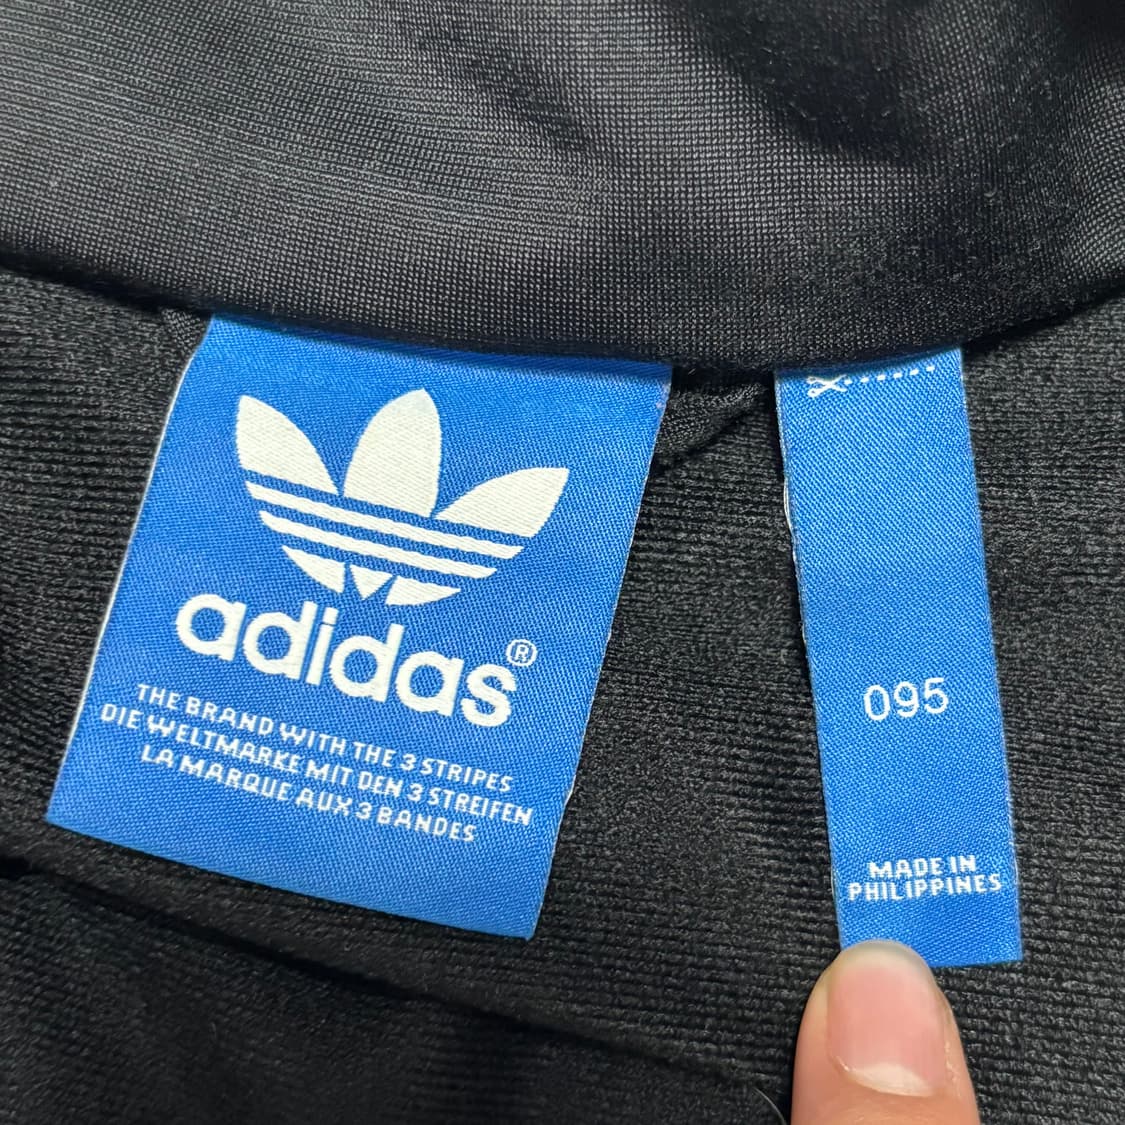 adidas®
THE BRAND WITH THE 3 STRIPES
DIE WELTMARKE MIT DEN 3 STREIFEN
LA MARQUE AUX 3 BANDES
095
MADE IN
PHILIPPINES